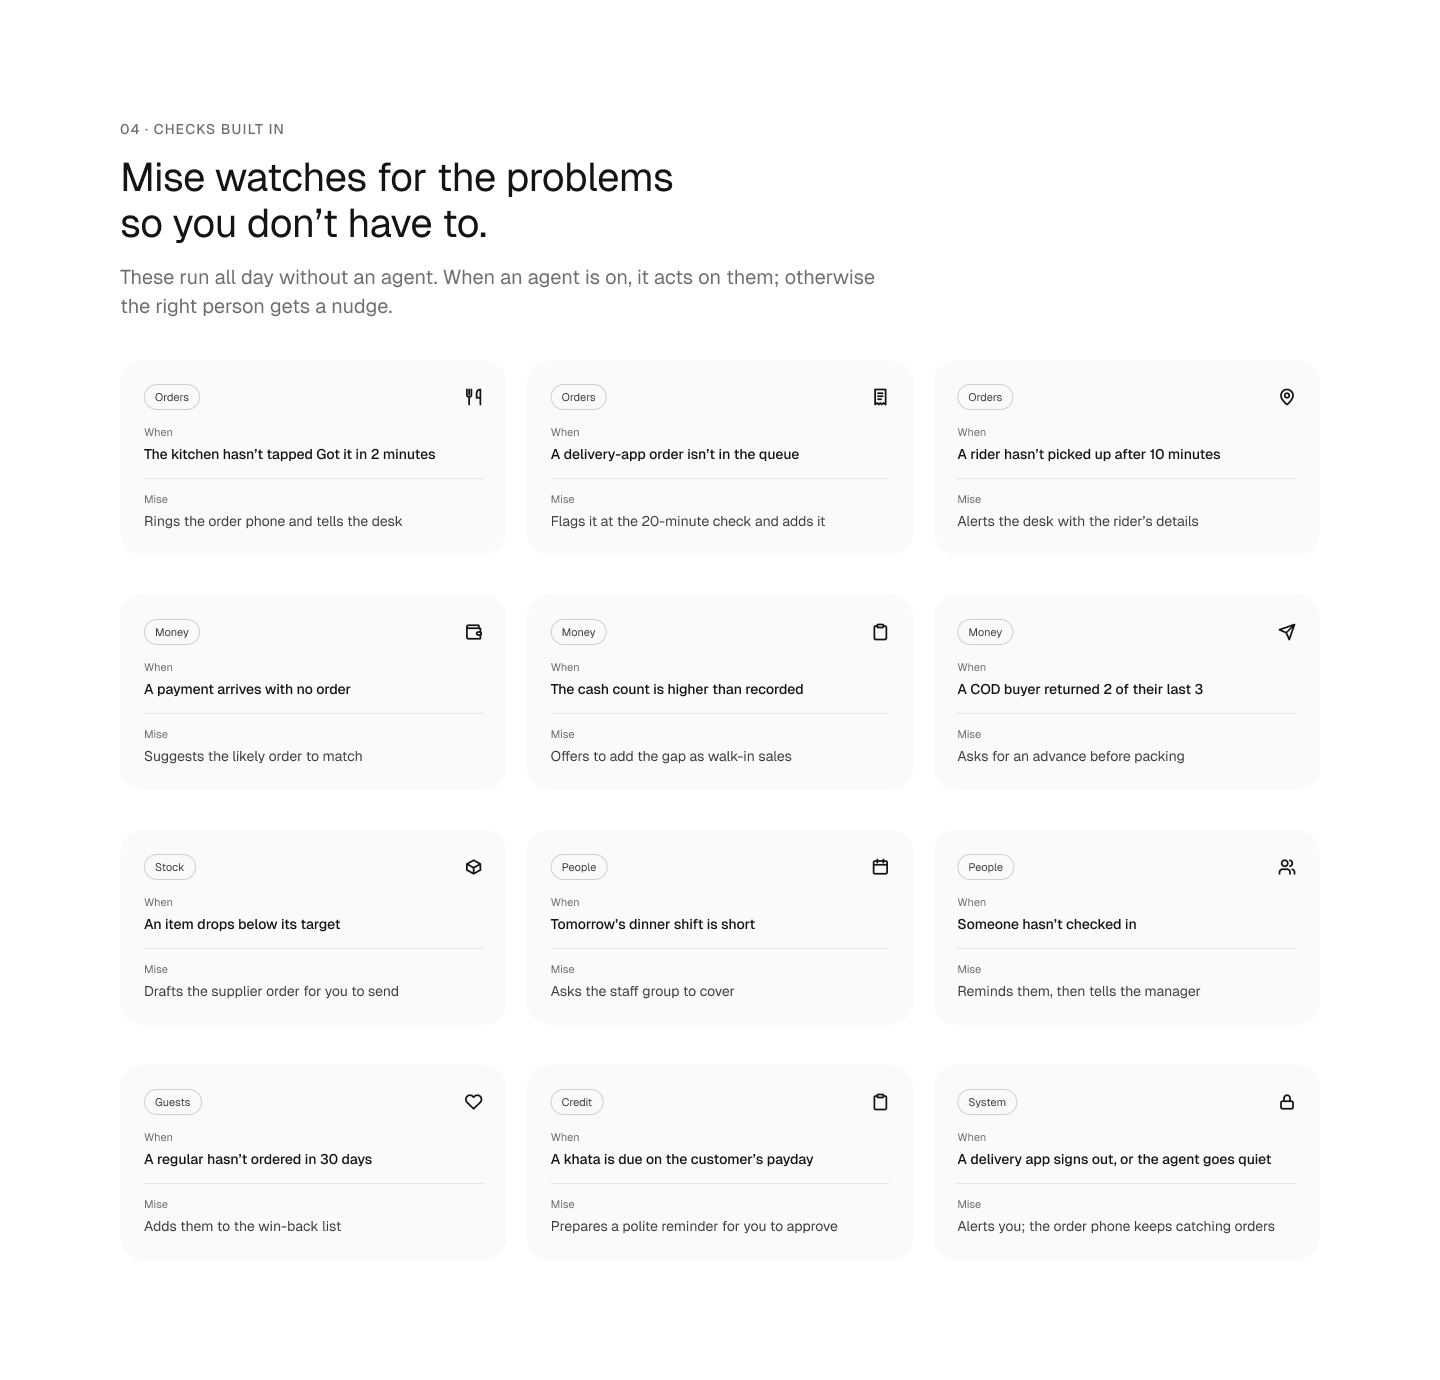 04 · CHECKS BUILT IN
Mise watches for the problems
so you don’t have to.
These run all day without an agent. When an agent is on, it acts on them; otherwise
the right person gets a nudge.
Orders
When
The kitchen hasn’t tapped Got it in 2 minutes
Mise
Rings the order phone and tells the desk
Orders
When
A delivery-app order isn’t in the queue
Mise
Flags it at the 20-minute check and adds it
Orders
When
A rider hasn’t picked up after 10 minutes
Mise
Alerts the desk with the rider’s details
Money
When
A payment arrives with no order
Mise
Suggests the likely order to match
Money
When
The cash count is higher than recorded
Mise
Offers to add the gap as walk-in sales
Money
When
A COD buyer returned 2 of their last 3
Mise
Asks for an advance before packing
Stock
When
An item drops below its target
Mise
Drafts the supplier order for you to send
People
When
Tomorrow’s dinner shift is short
Mise
Asks the staff group to cover
People
When
Someone hasn’t checked in
Mise
Reminds them, then tells the manager
Guests
When
A regular hasn’t ordered in 30 days
Mise
Adds them to the win-back list
Credit
When
A khata is due on the customer’s payday
Mise
Prepares a polite reminder for you to approve
System
When
A delivery app signs out, or the agent goes quiet
Mise
Alerts you; the order phone keeps catching orders